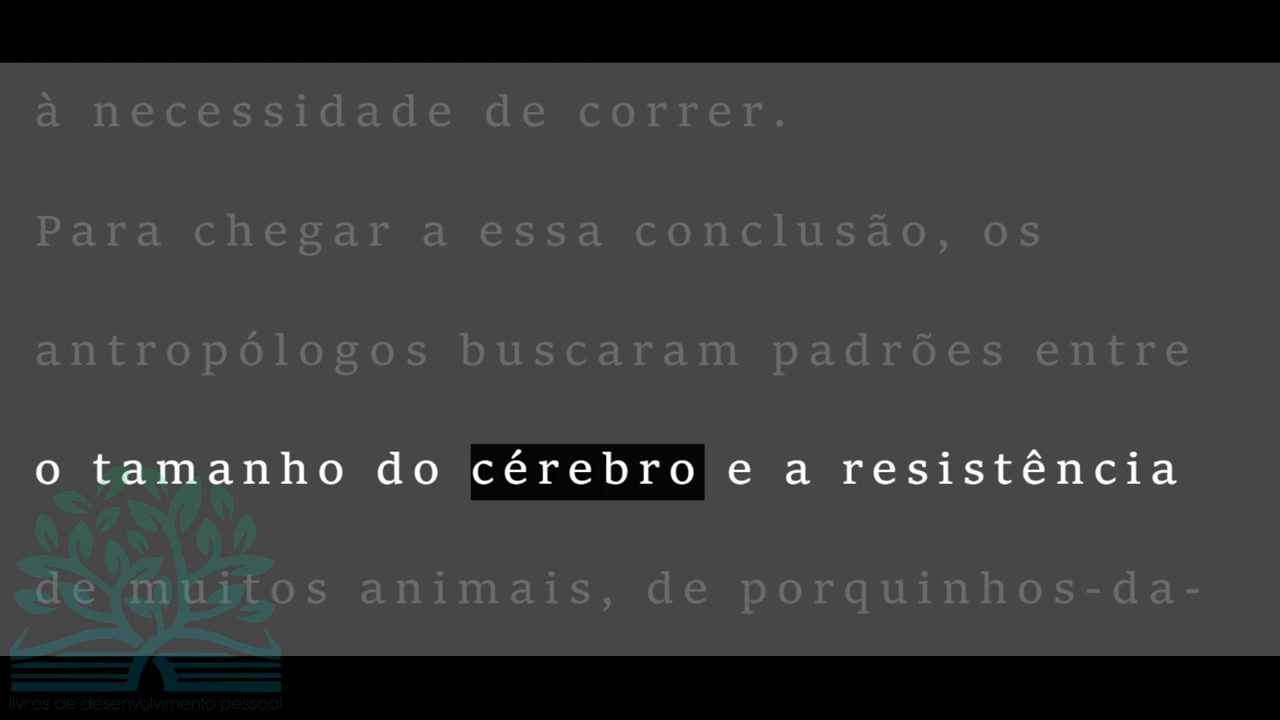 à necessidade de correr.
Para chegar a essa conclusão, os
antropólogos buscaram padrões entre
o tamanho do cérebro e a resistência
de muitos animais, de porquinhos-da-
livros de desenvolvimento pessoal